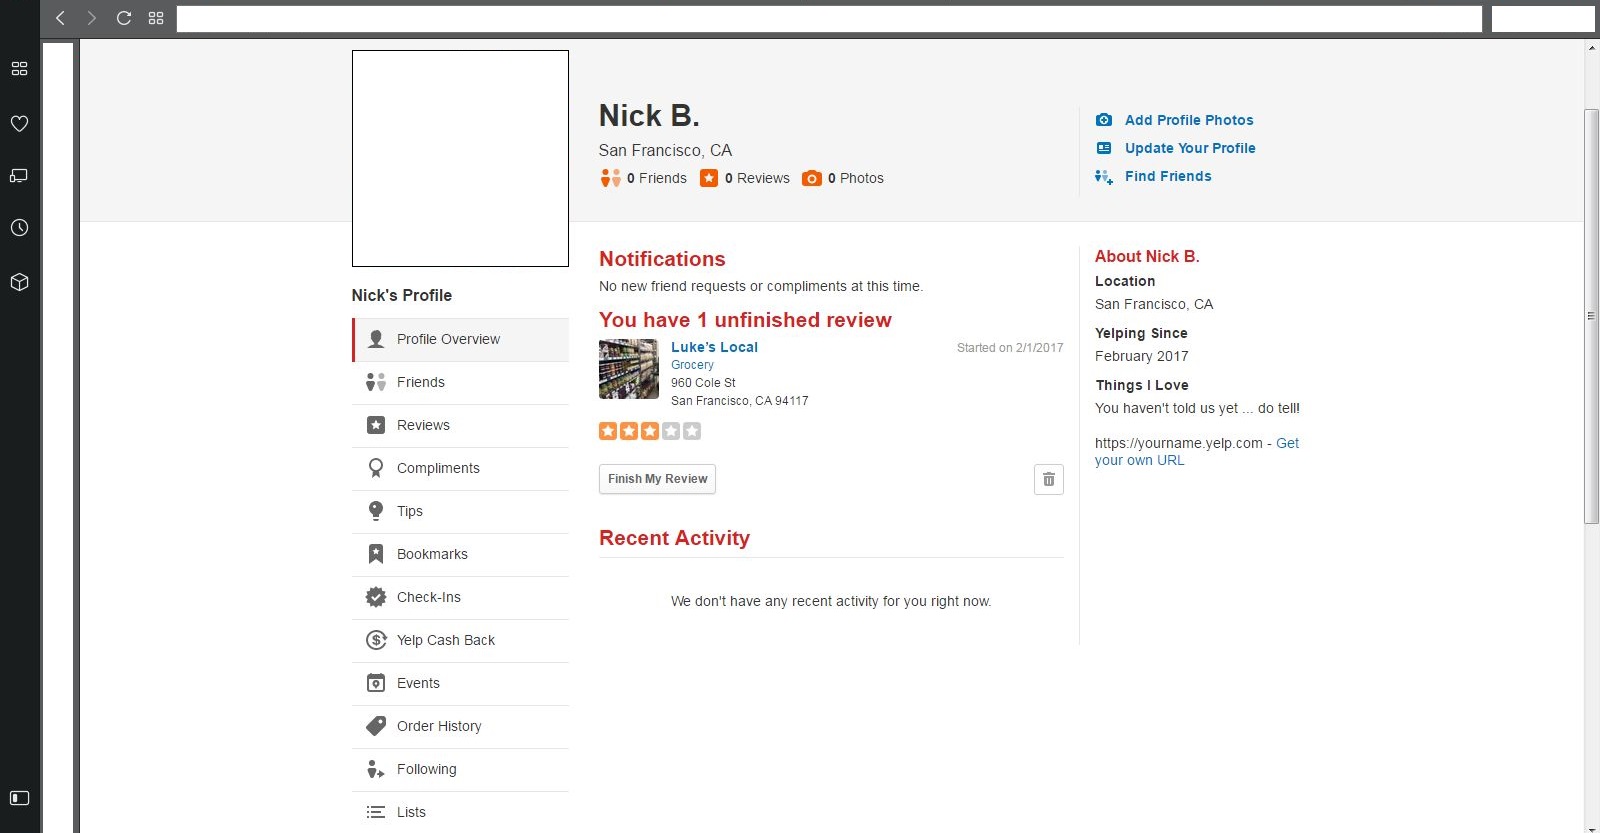 Nick B.
San Francisco, CA
0 Friends 0 Reviews 0 Photos
Add Profile Photos
Update Your Profile
Find Friends
Nick's Profile
Profile Overview
Friends
Reviews
Compliments
Tips
Bookmarks
Check-Ins
Yelp Cash Back
Events
Order History
Following
Lists
Notifications
No new friend requests or compliments at this time.
You have 1 unfinished review
Luke's Local
Started on 2/1/2017
Grocery
960 Cole St
San Francisco, CA 94117
Finish My Review
Recent Activity
We don't have any recent activity for you right now.
About Nick B.
Location
San Francisco, CA
Yelping Since
February 2017
Things I Love
You haven't told us yet ... do tell!
https://yourname.yelp.com - Get
your own URL